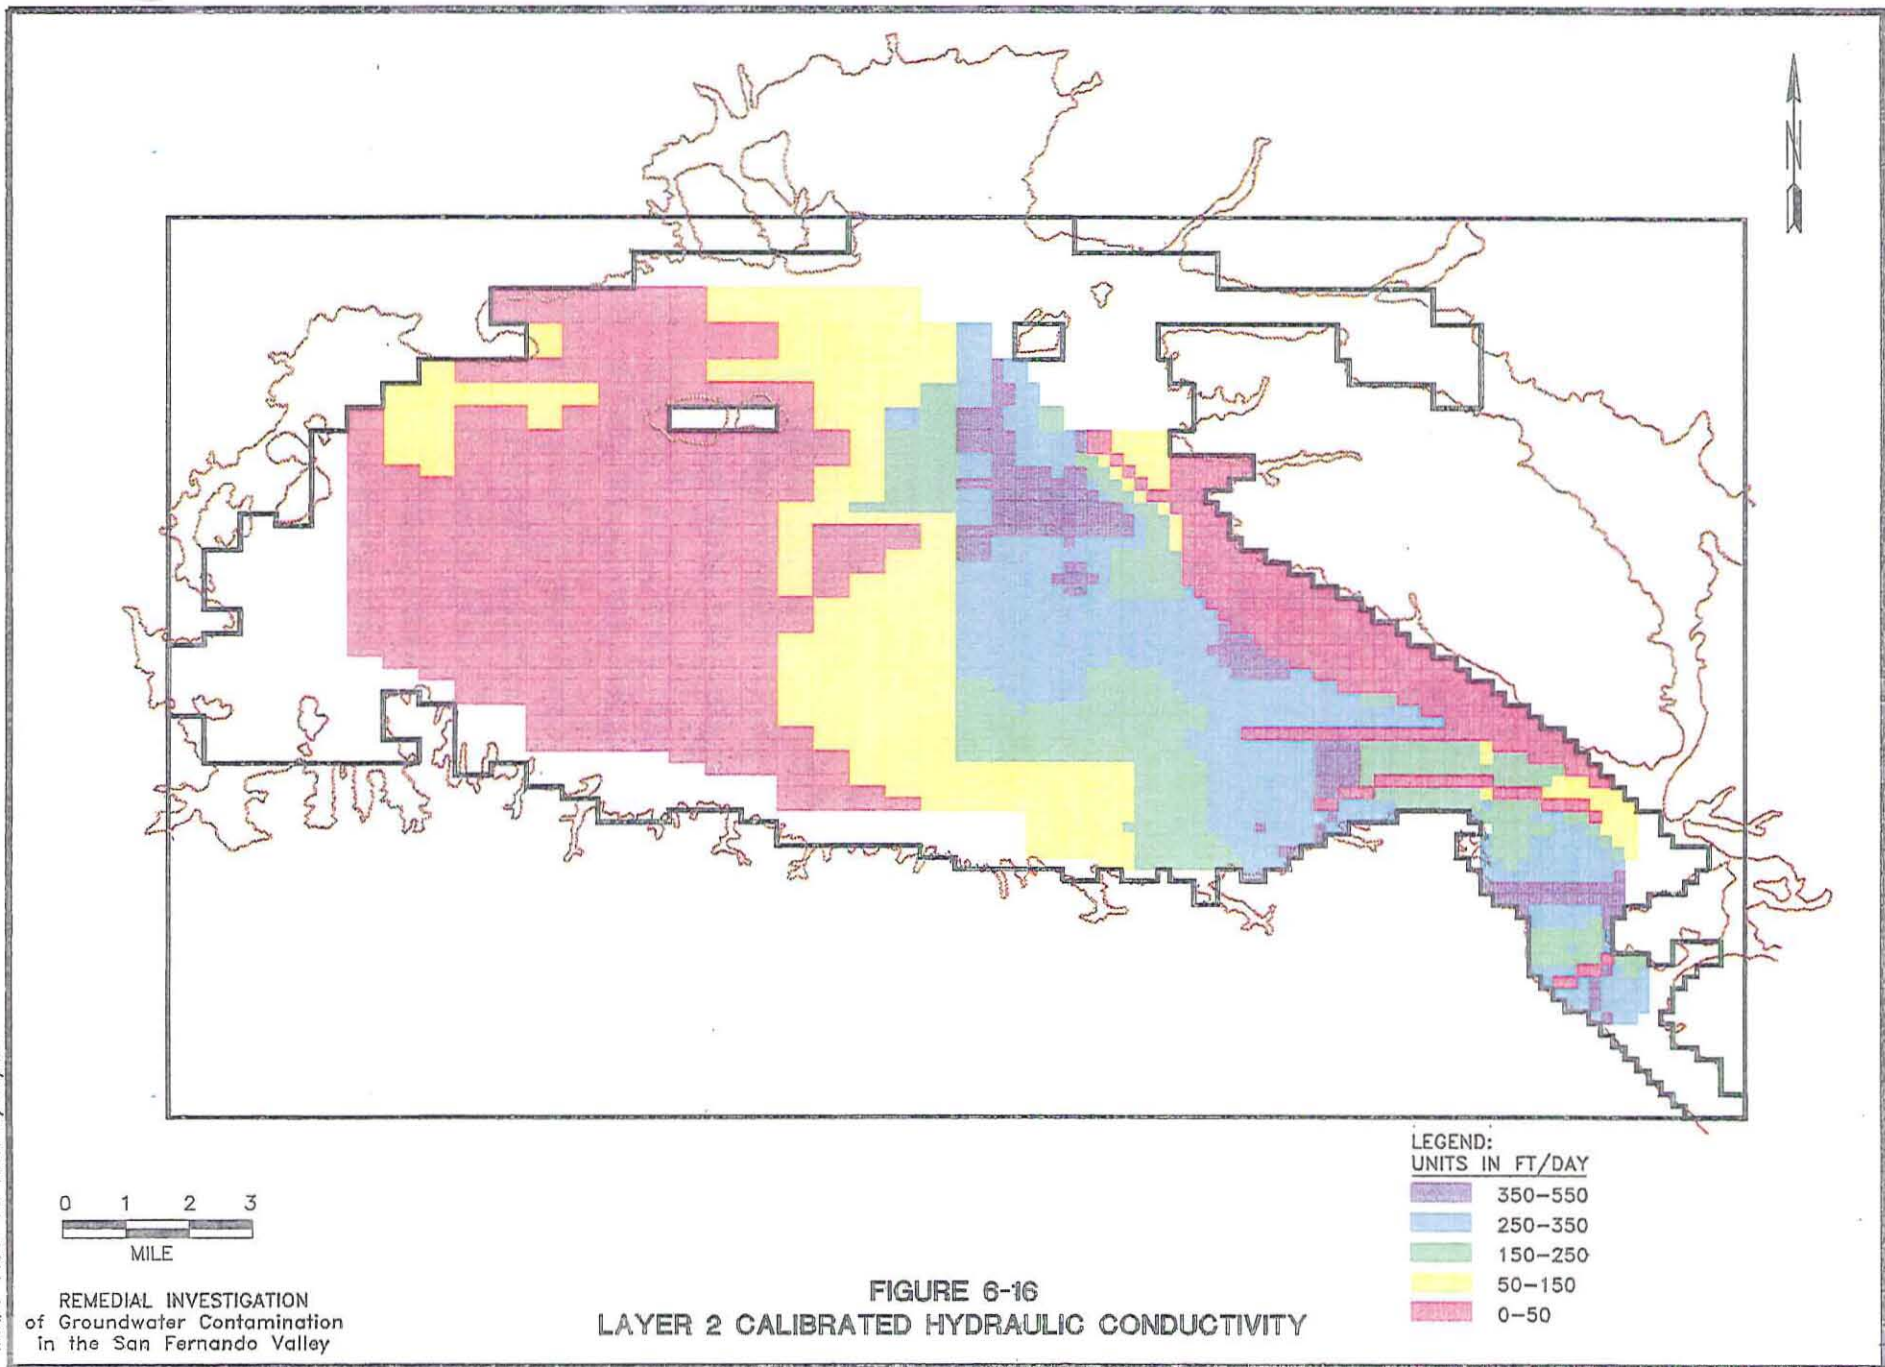 N
LEGEND:
UNITS IN FT/DAY
350-550
250-350
150-250
50-150
0-50
0 1 2 3
MILE
REMEDIAL INVESTIGATION
of Groundwater Contamination
in the San Fernando Valley
FIGURE 6-16
LAYER 2 CALIBRATED HYDRAULIC CONDUCTIVITY